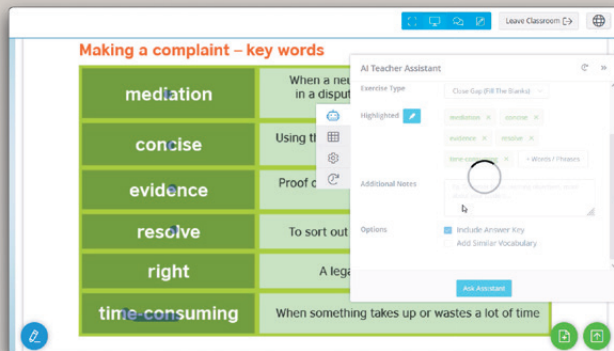 Leave Classroom
Making a complaint – key words
mediation
When a neu
in a disput
concise
Using th
evidence
Proof o
resolve
To sort out
right
A lega
time-consuming
When something takes up or wastes a lot of time
AI Teacher Assistant
Exercise Type
Cloze Gap (Fill The Blanks)
Highlighted
mediation × concise ×
evidence × resolve ×
time-consuming × + Words / Phrases
Additional Notes
Options
Include Answer Key
Add Similar Vocabulary
Ask Assistant